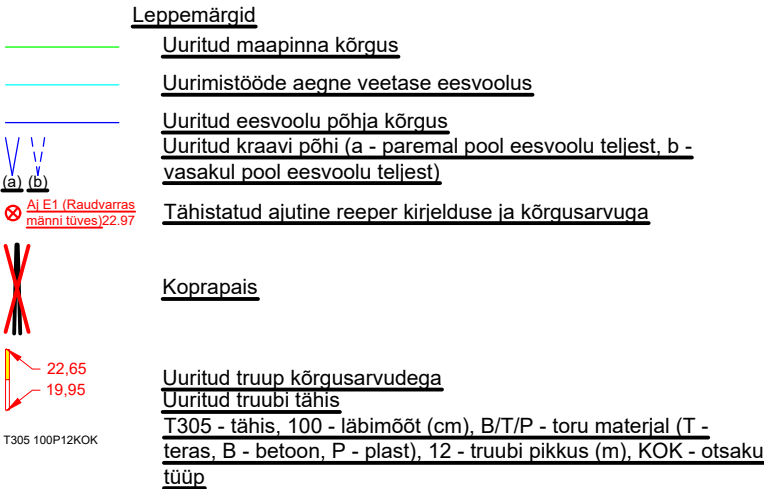 Leppemärgid
Uuritud maapinna kõrgus
Uurimistööde aegne veetase eesvoolus
Uuritud eesvoolu põhja kõrgus
Uuritud kraavi põhi (a - paremal pool eesvoolu teljest, b -
vasakul pool eesvoolu teljest)
(a) (b)
Aj E1 (Raudvarras
männi tüves)22.97
Tähistatud ajutine reeper kirjelduse ja kõrgusarvuga
Koprapais
22,65
19,95
Uuritud truup kõrgusarvudega
Uuritud truubi tähis
T305 100P12KOK
T305 - tähis, 100 - läbimõõt (cm), B/T/P - toru materjal (T -
teras, B - betoon, P - plast), 12 - truubi pikkus (m), KOK - otsaku
tüüp